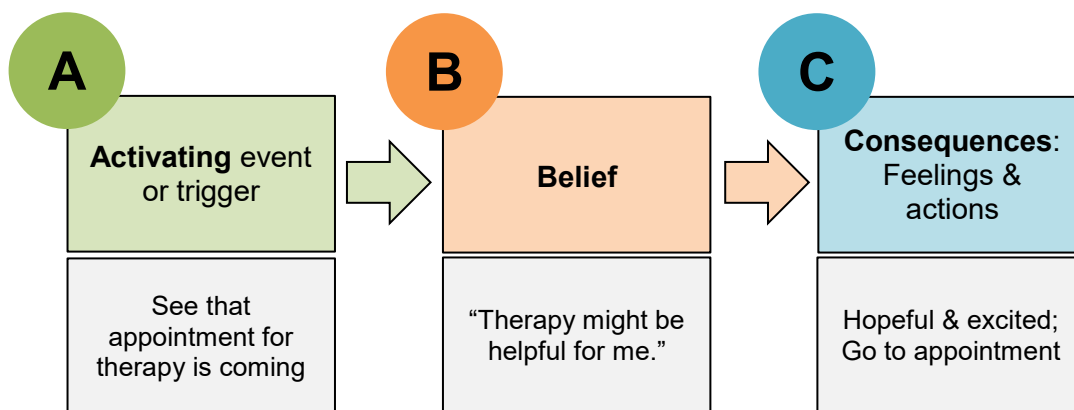 A
Activating event
or trigger
See that
appointment for
therapy is coming
B
Belief
“Therapy might be
helpful for me.”
C
Consequences:
Feelings &
actions
Hopeful & excited;
Go to appointment